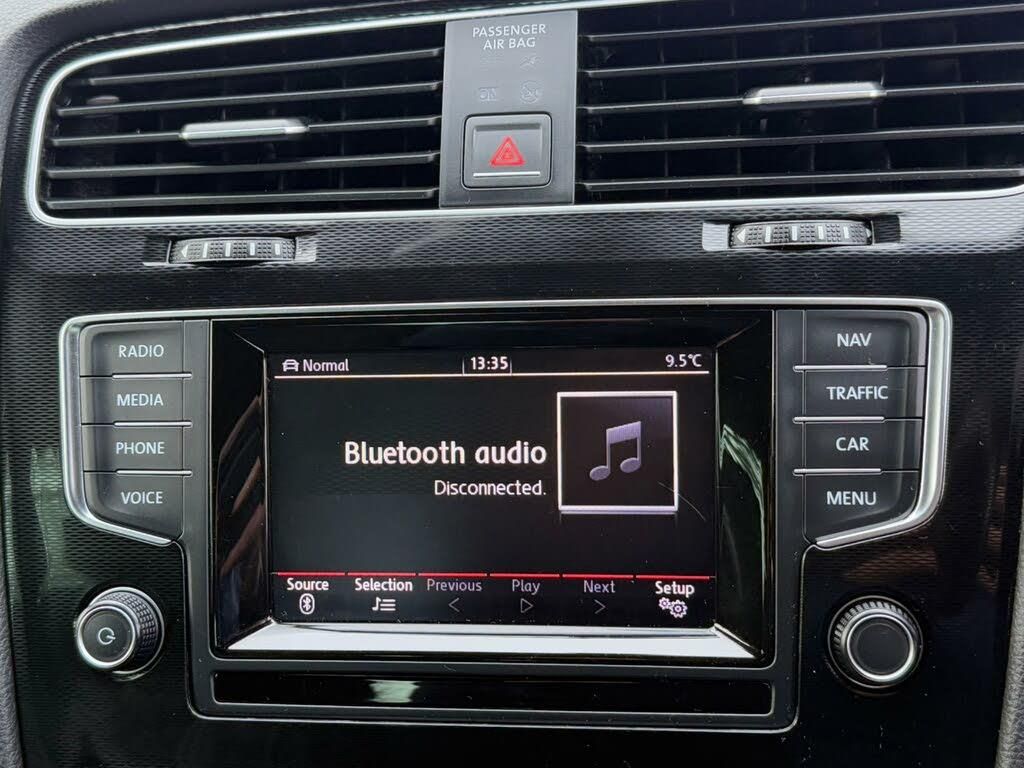 PASSENGER
AIR BAG
ON
RADIO
MEDIA
PHONE
VOICE
Normal
13:35
9.5°C
Bluetooth audio
Disconnected.
Source
Selection
Previous
Play
Next
Setup
NAV
TRAFFIC
CAR
MENU